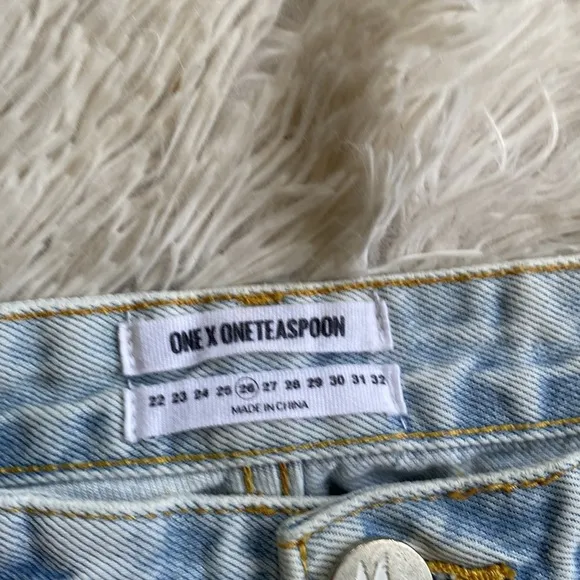 ONE X ONETEASPOON
22 23 24 25 26 27 28 29 30 31 32
MADE IN CHINA